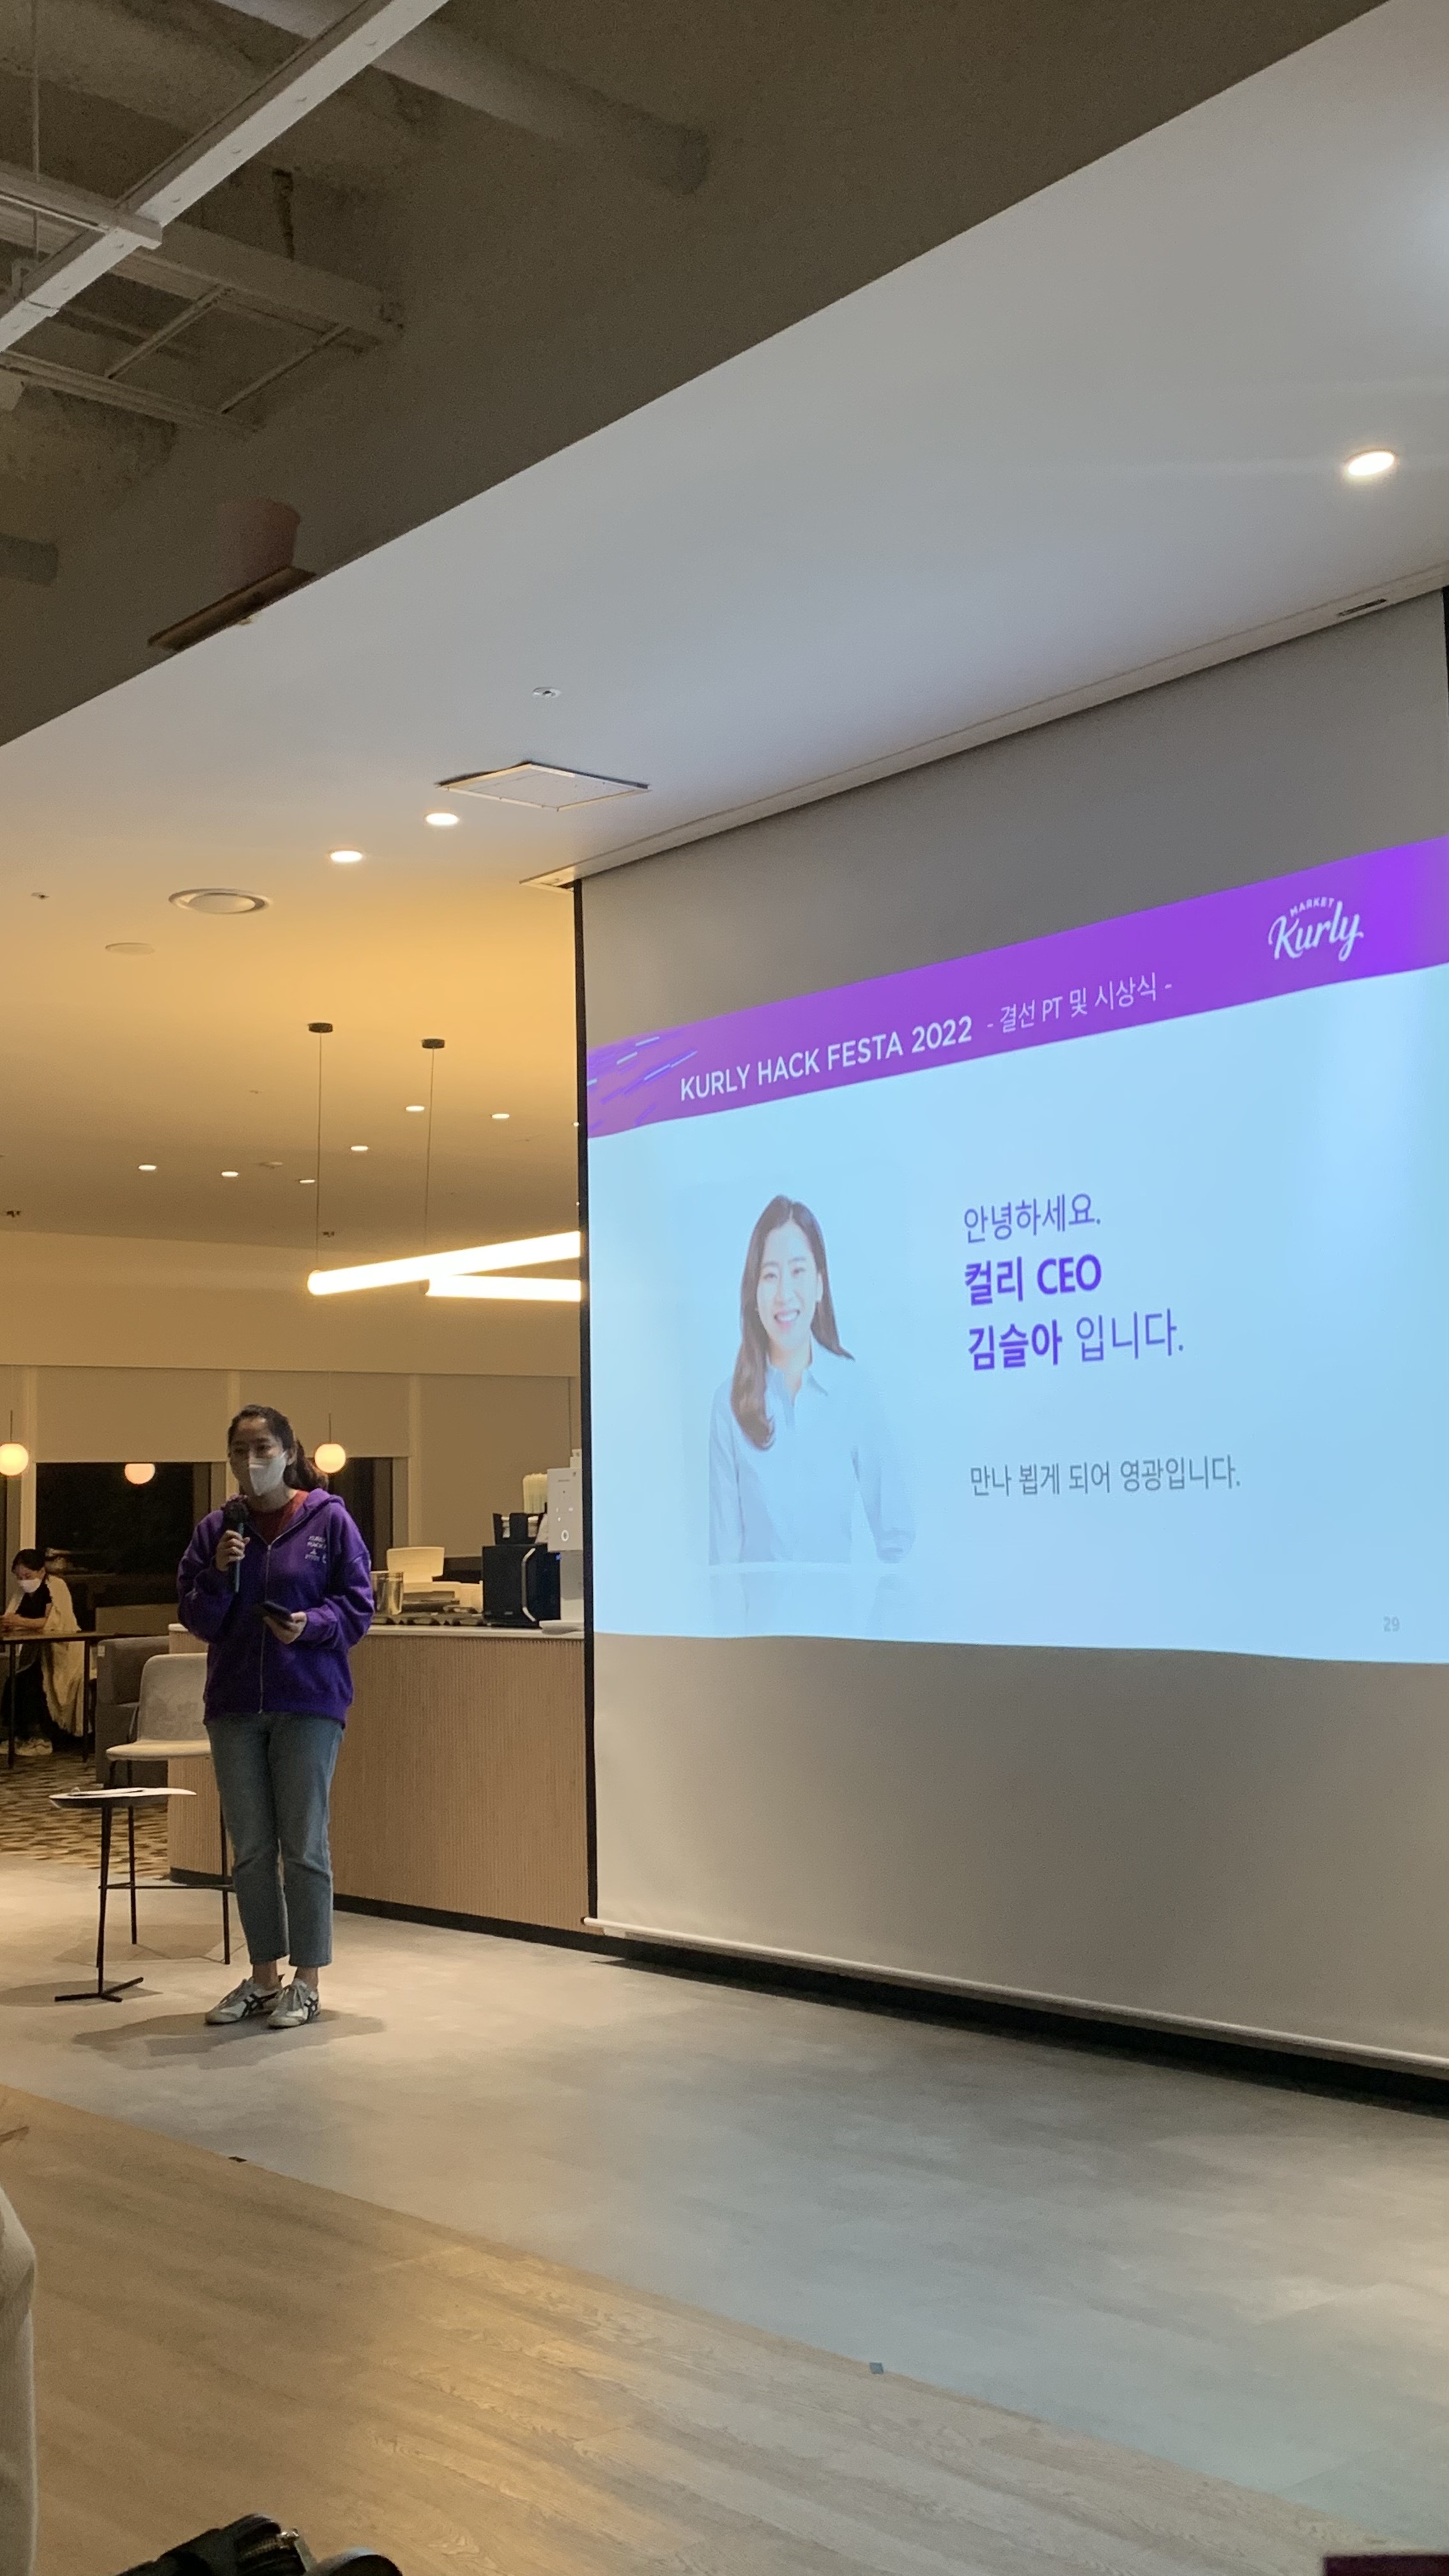 MARKET
Kurly
KURLY HACK FESTA 2022 - 결선 PT 및 시상식 -
안녕하세요.
컬리 CEO
김슬아 입니다.
만나 뵙게 되어 영광입니다.
29